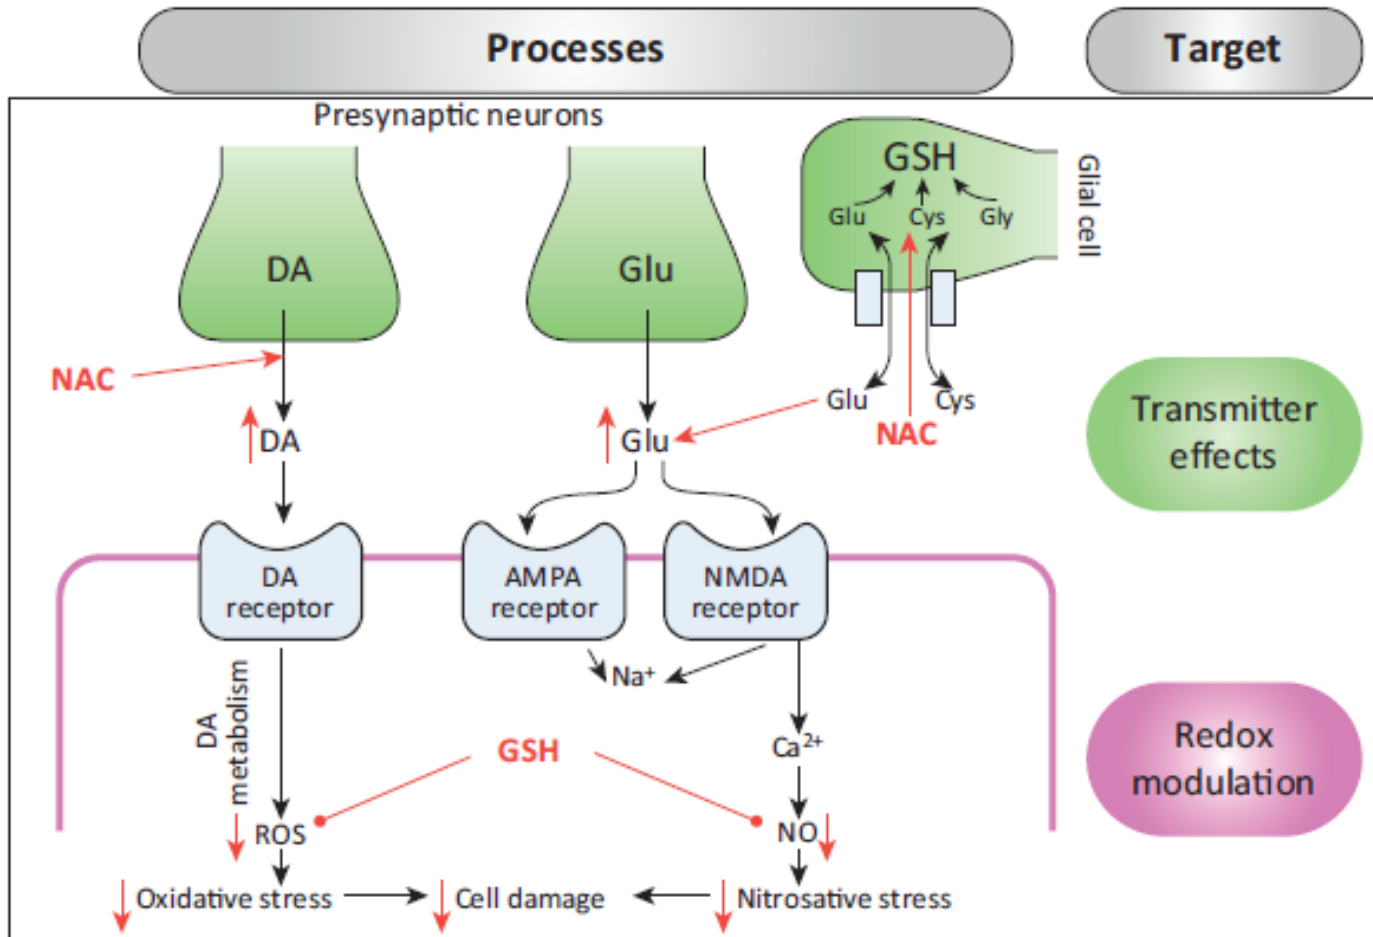 Processes
Target
Presynaptic neurons
GSH
Glu
Cys
Gly
Glial cell
DA
Glu
NAC
Glu
Cys
NAC
DA
Glu
Transmitter
effects
DA
receptor
AMPA
receptor
NMDA
receptor
Na⁺
DA
metabolism
GSH
Ca²⁺
Redox
modulation
ROS
NO
Oxidative stress
Cell damage
Nitrosative stress